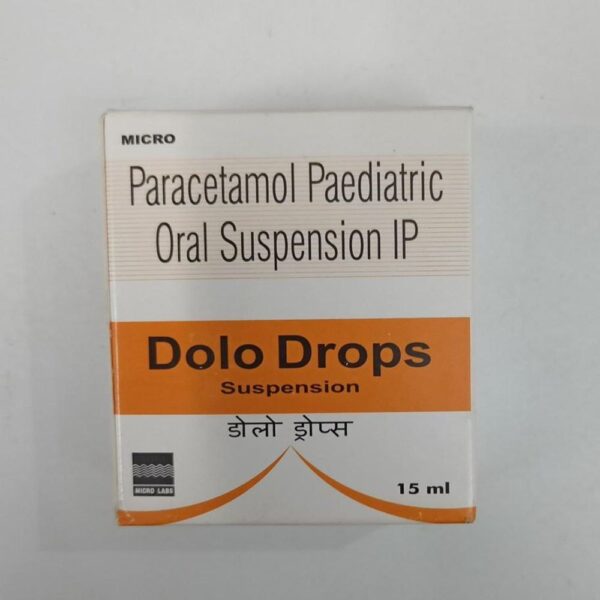 MICRO
Paracetamol Paediatric
Oral Suspension IP
Dolo Drops
Suspension
डोलो ड्रोप्स
MICRO LABS
15 ml